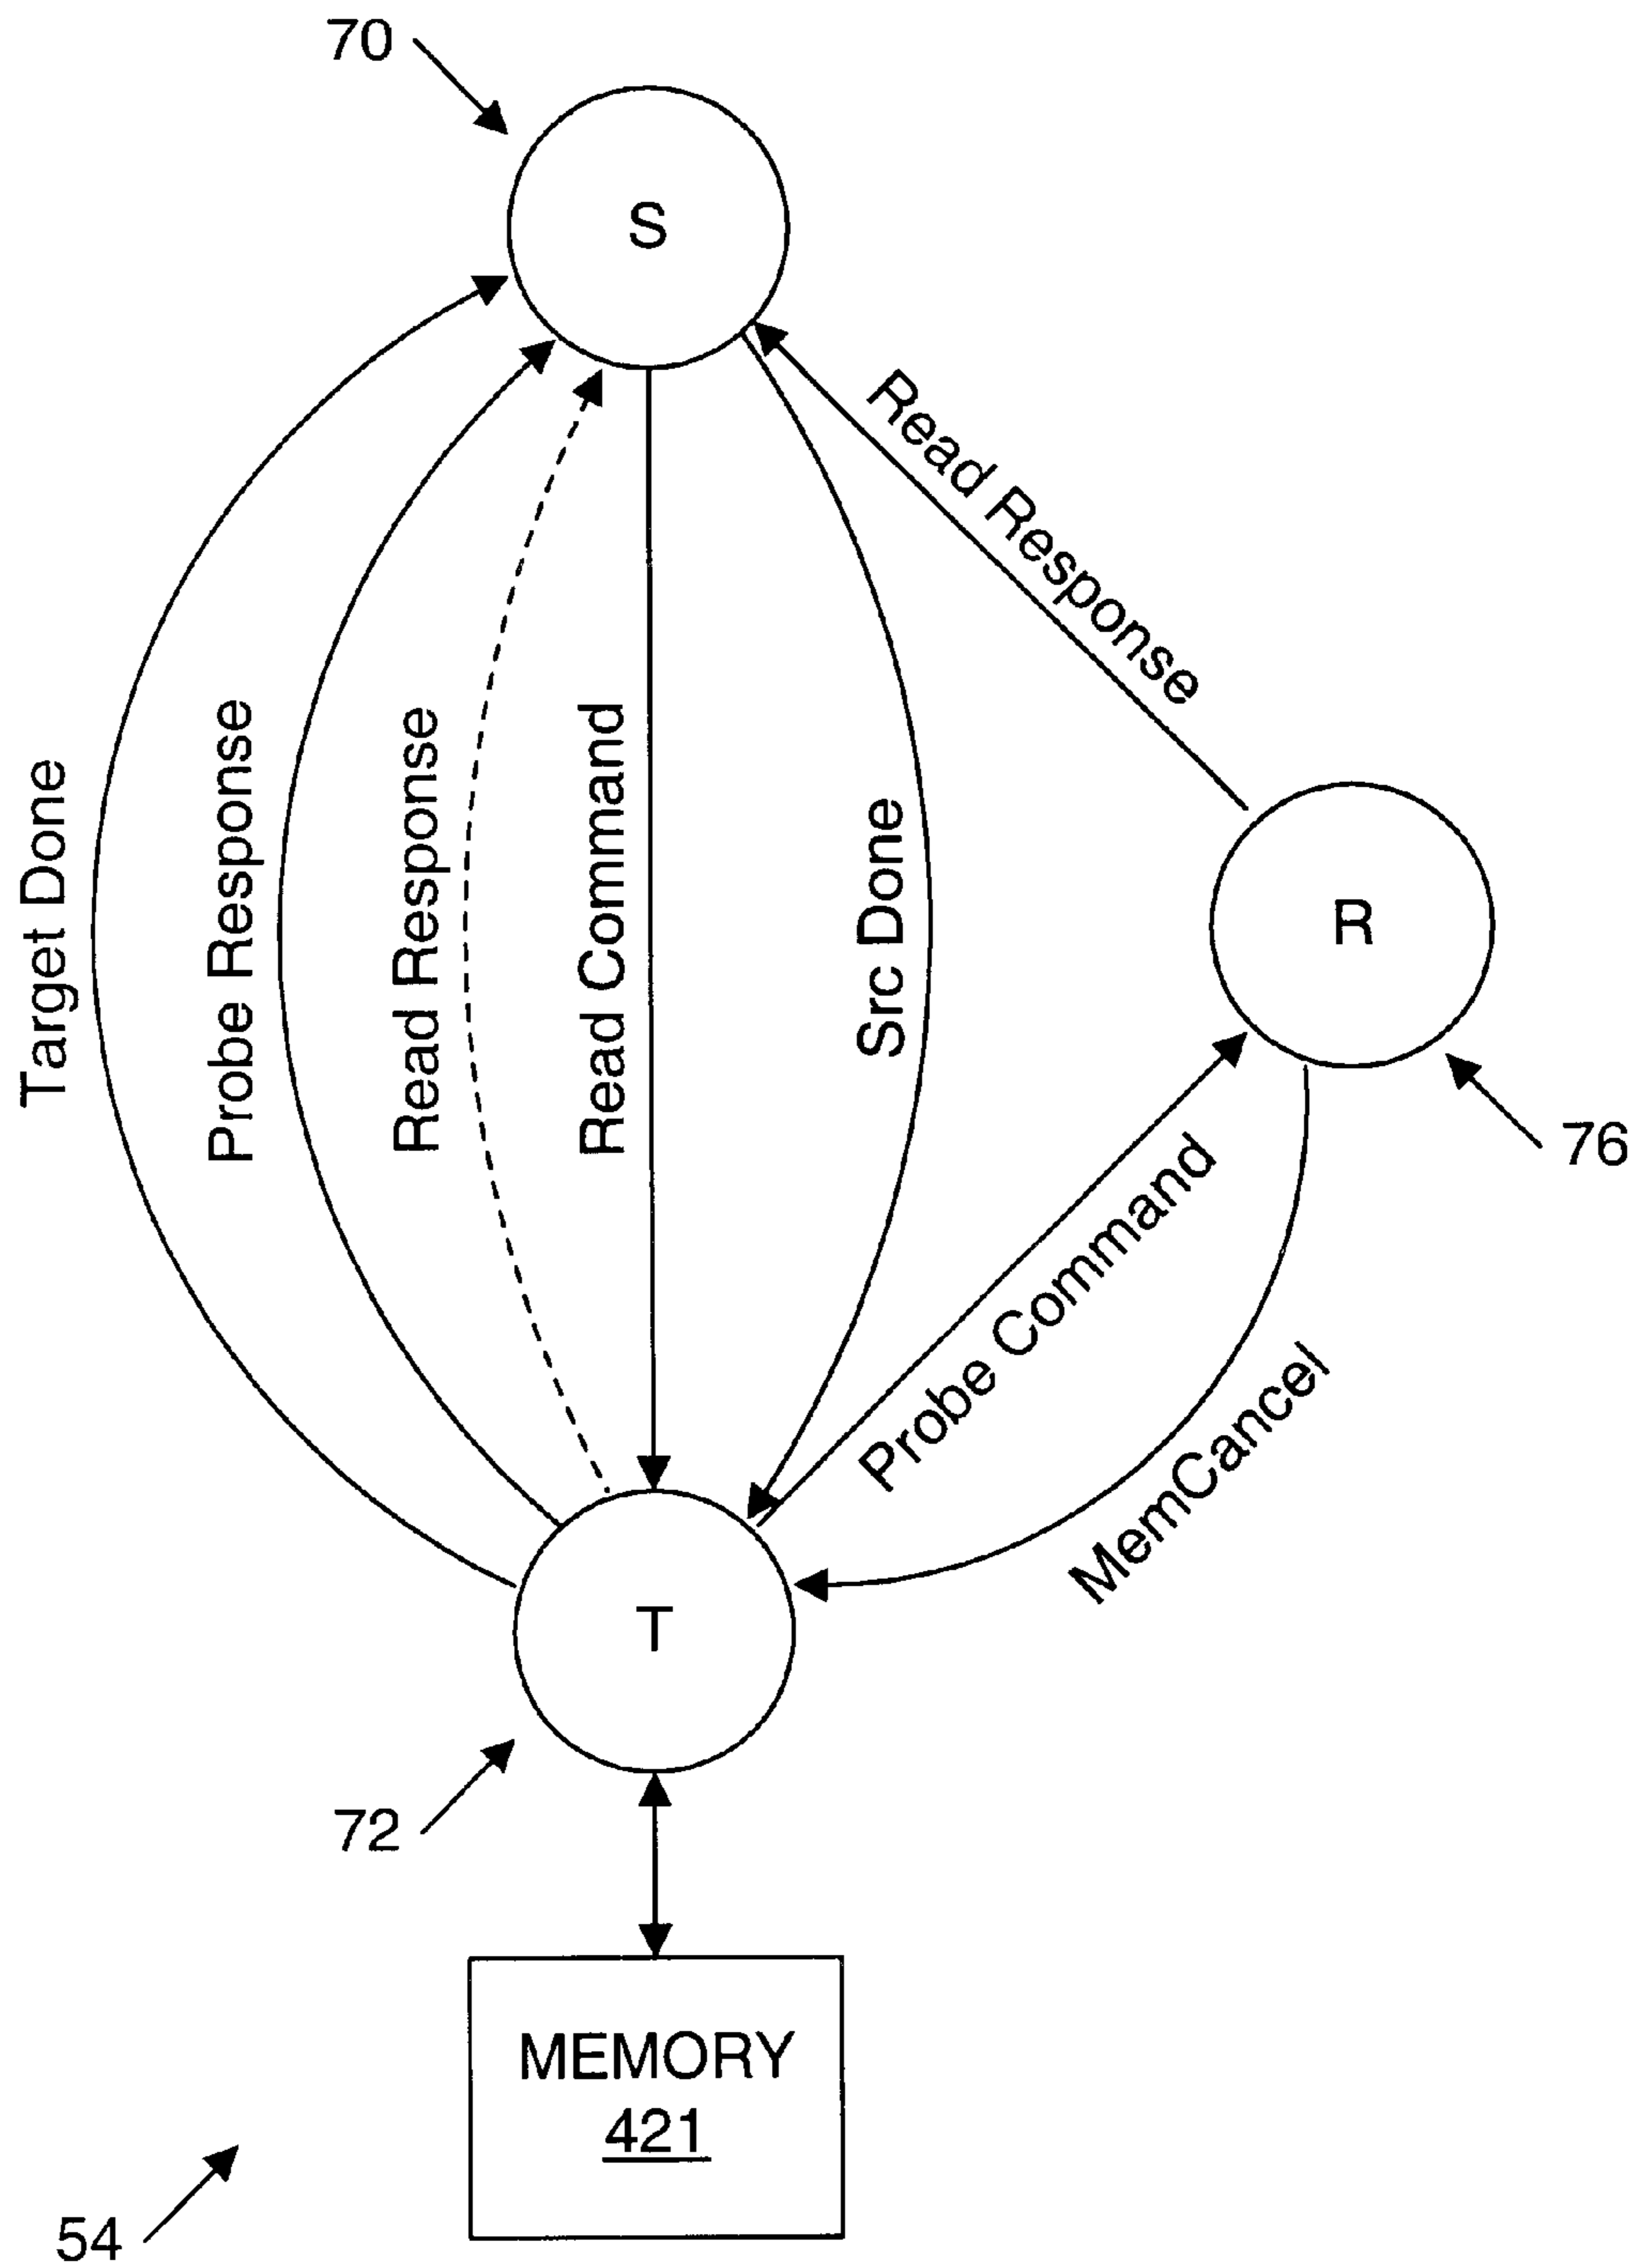 70
S
Read Response
Target Done
Probe Response
Read Response
Read Command
Src Done
R
76
Probe Command
MemCancel
T
72
MEMORY
421
54